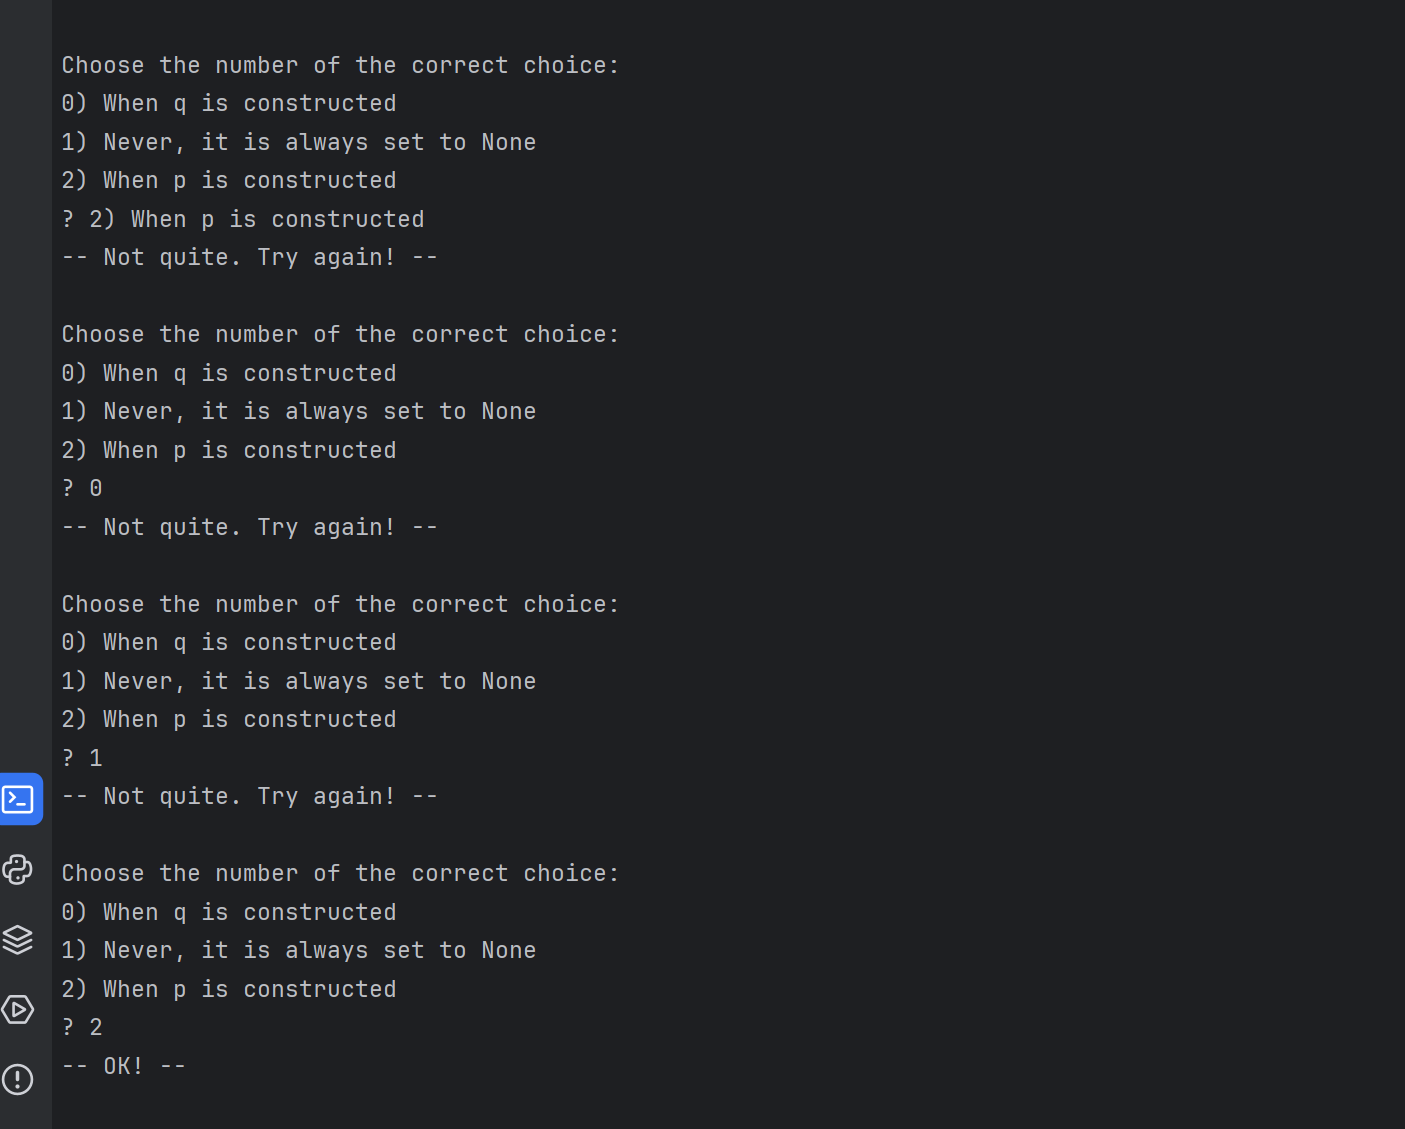 Choose the number of the correct choice:
0) When q is constructed
1) Never, it is always set to None
2) When p is constructed
? 2) When p is constructed
-- Not quite. Try again! --
Choose the number of the correct choice:
0) When q is constructed
1) Never, it is always set to None
2) When p is constructed
? 0
-- Not quite. Try again! --
Choose the number of the correct choice:
0) When q is constructed
1) Never, it is always set to None
2) When p is constructed
? 1
-- Not quite. Try again! --
Choose the number of the correct choice:
0) When q is constructed
1) Never, it is always set to None
2) When p is constructed
? 2
-- OK! --